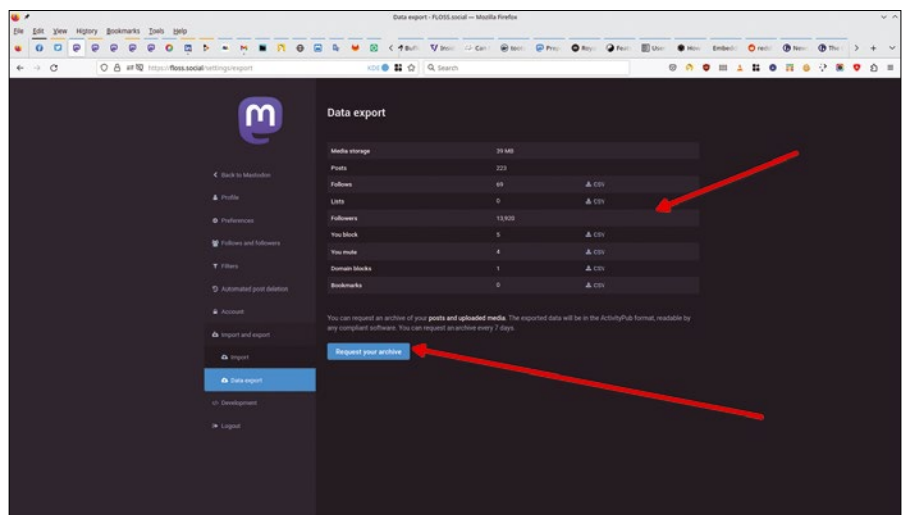 Data export - FLOSS.social — Mozilla Firefox
File Edit View History Bookmarks Tools Help
https://floss.social/settings/export KDE Search
m
Data export
Media storage 39 MB
Posts 223
Follows 69 CSV
Lists 0 CSV
Followers 13,920
You block 5 CSV
You mute 4 CSV
Domain blocks 1 CSV
Bookmarks 0 CSV
You can request an archive of your posts and uploaded media. The exported data will be in the ActivityPub format, readable by
any compliant software. You can request an archive every 7 days.
Request your archive
Back to Mastodon
Profile
Preferences
Follows and followers
Filters
Automated post deletion
Account
Import and export
Import
Data export
Development
Logout